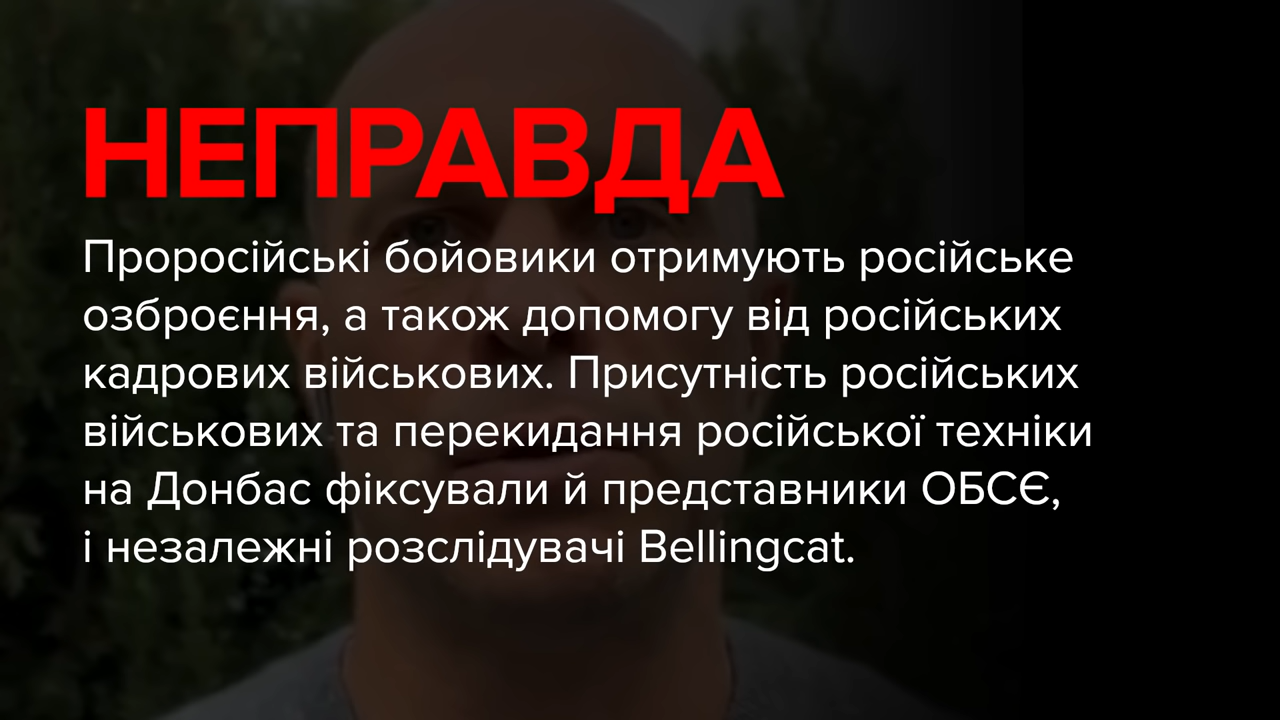 НЕПРАВДА
Проросійські бойовики отримують російське
озброєння, а також допомогу від російських
кадрових військових. Присутність російських
військових та перекидання російської техніки
на Донбас фіксували й представники ОБСЄ,
і незалежні розслідувачі Bellingcat.